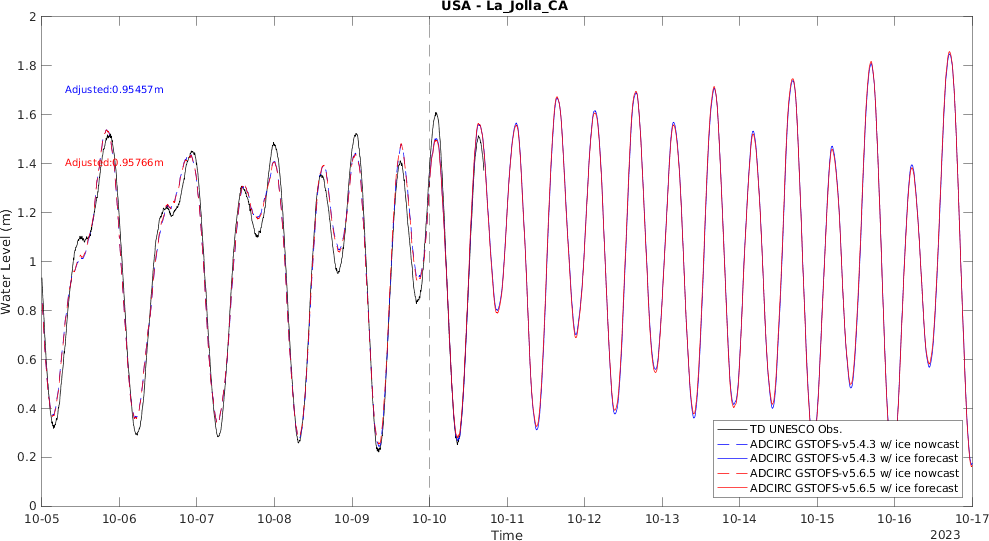 USA - La_Jolla_CA
2
1.8
1.6
1.4
1.2
1
0.8
0.6
0.4
0.2
0
Water Level (m)
Adjusted:0.95457m
Adjusted:0.95766m
TD UNESCO Obs.
ADCIRC GSTOFS-v5.4.3 w/ ice nowcast
ADCIRC GSTOFS-v5.4.3 w/ ice forecast
ADCIRC GSTOFS-v5.6.5 w/ ice nowcast
ADCIRC GSTOFS-v5.6.5 w/ ice forecast
10-05 10-06 10-07 10-08 10-09 10-10 10-11 10-12 10-13 10-14 10-15 10-16 10-17
Time
2023